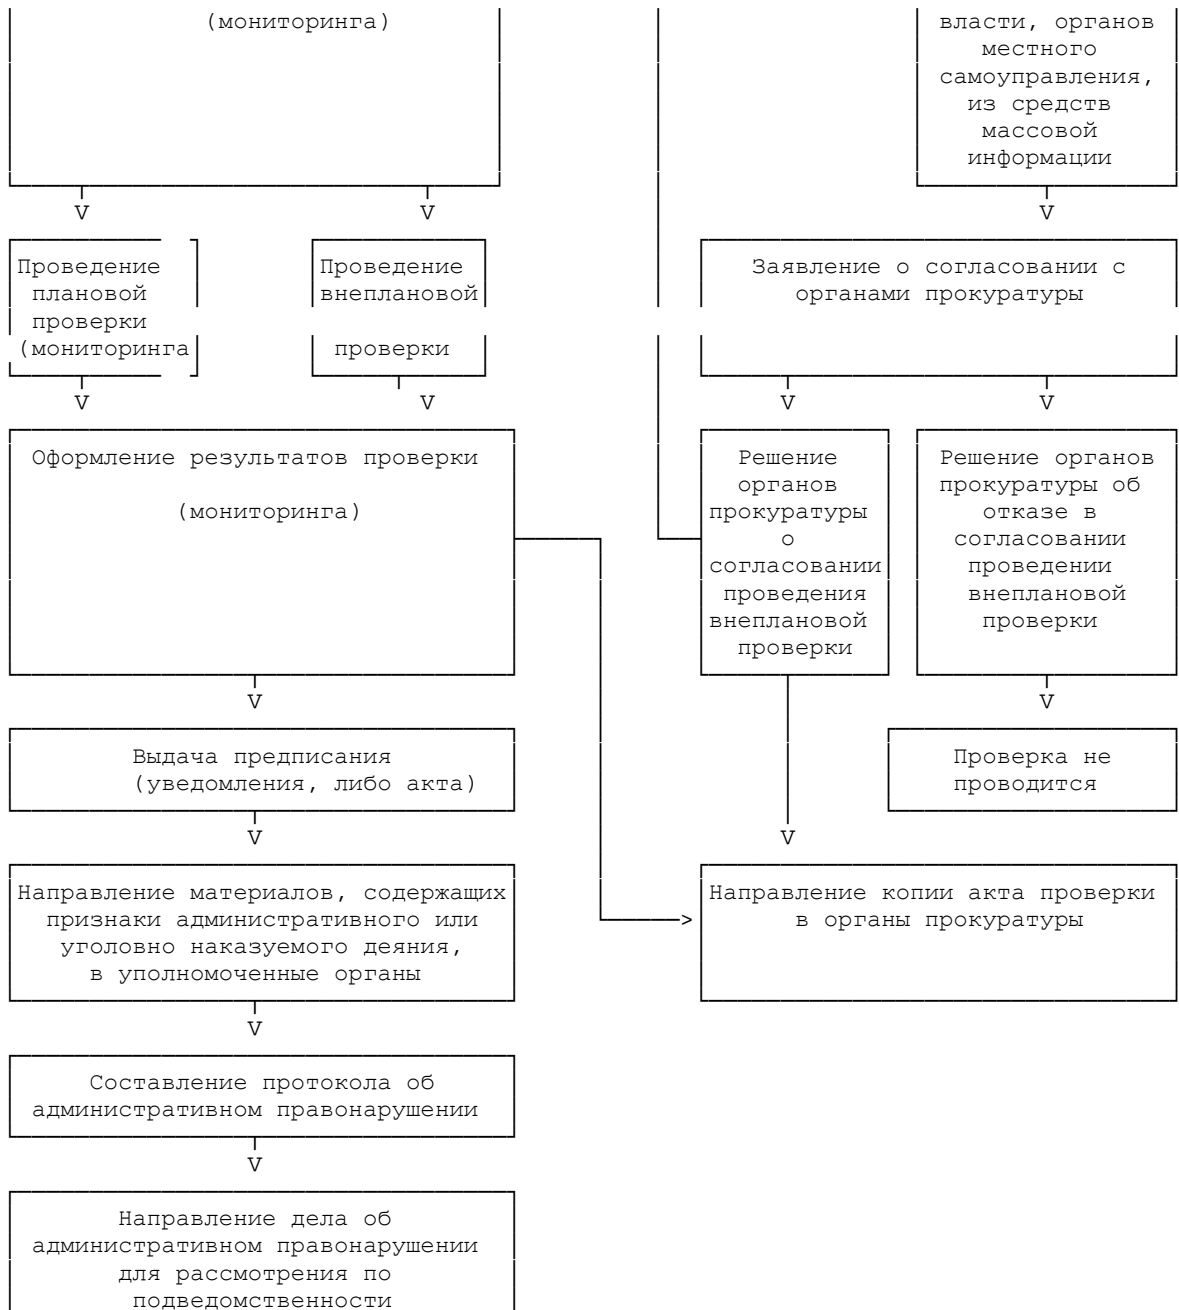 (мониторинга)
власти, органов
местного
самоуправления,
из средств
массовой
информации
V
V
V
Проведение
плановой
проверки
(мониторинга
Проведение
внеплановой
проверки
Заявление о согласовании с
органами прокуратуры
V
V
V
V
Оформление результатов проверки
(мониторинга)
Решение
органов
прокуратуры
о
согласовании
проведения
внеплановой
проверки
Решение органов
прокуратуры об
отказе в
согласовании
проведении
внеплановой
проверки
V
V
Выдача предписания
(уведомления, либо акта)
Проверка не
проводится
V
V
Направление материалов, содержащих
признаки административного или
уголовно наказуемого деяния,
в уполномоченные органы
>
Направление копии акта проверки
в органы прокуратуры
V
Составление протокола об
административном правонарушении
V
Направление дела об
административном правонарушении
для рассмотрения по
подведомственности